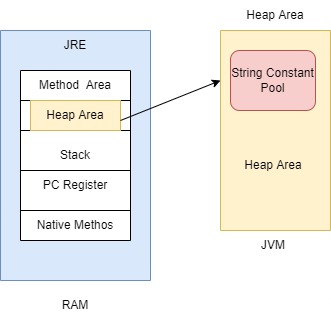 JRE
Method Area
Heap Area
Stack
PC Register
Native Methos
RAM
Heap Area
String Constant
Pool
Heap Area
JVM